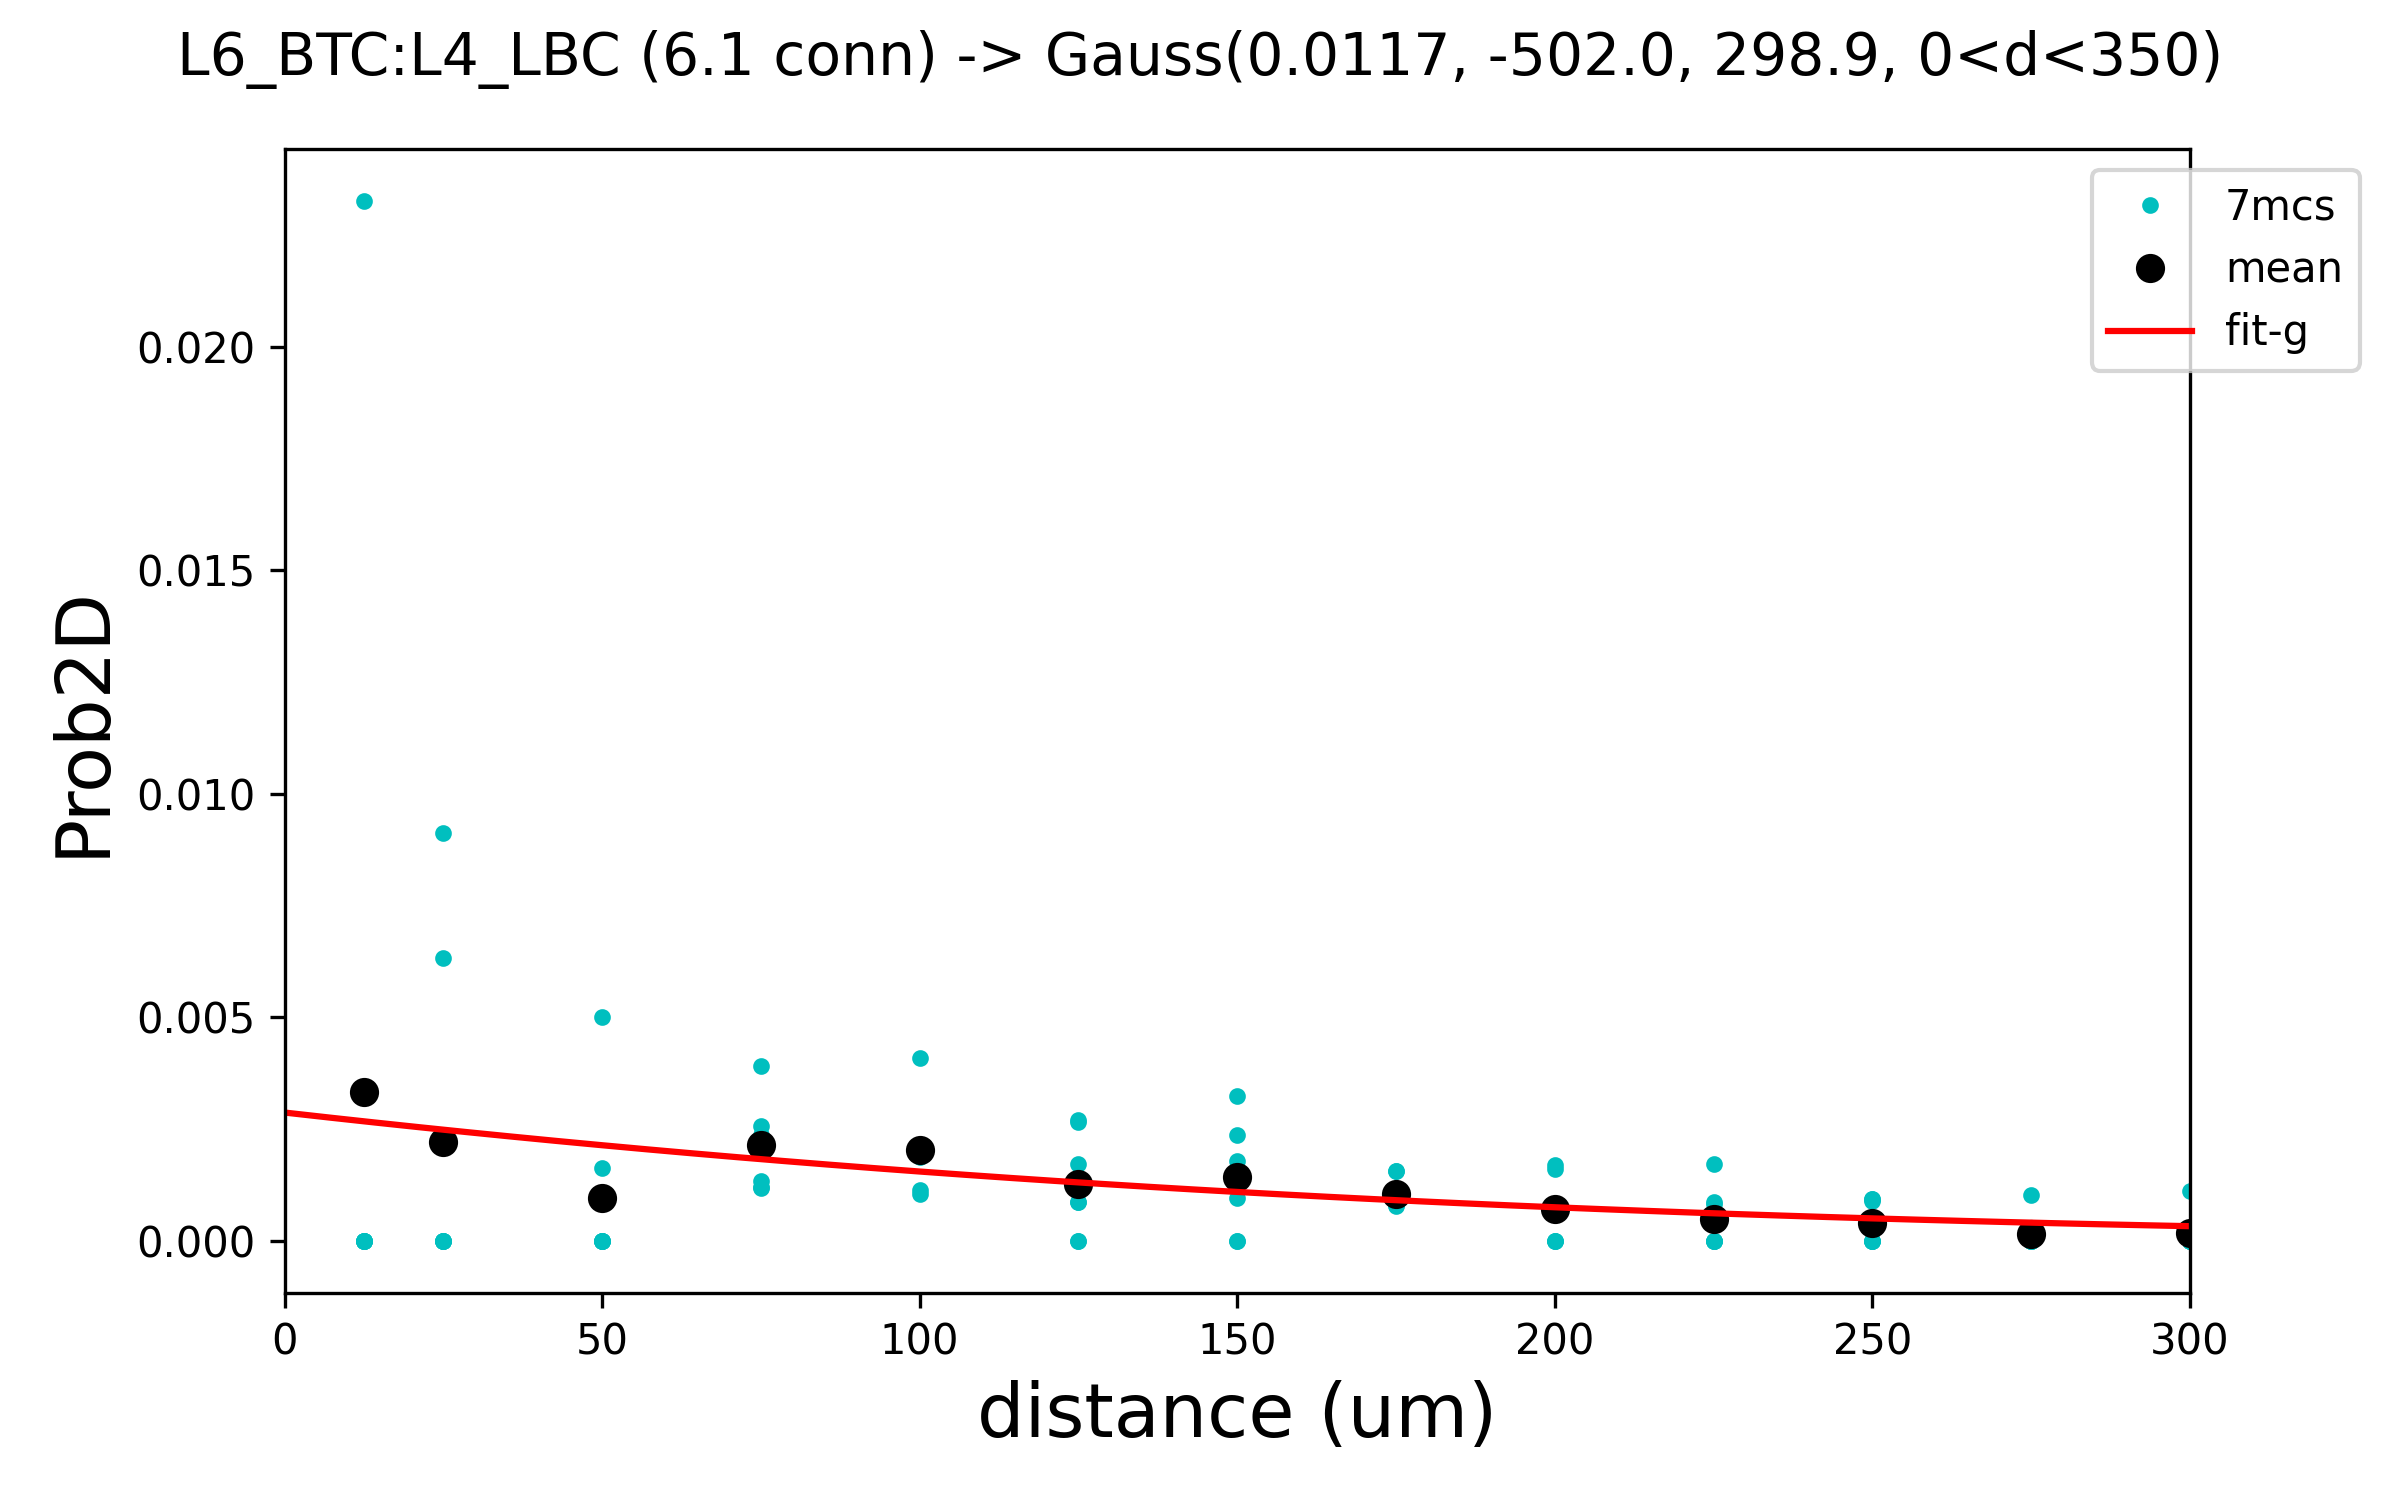 L6_BTC:L4_LBC (6.1 conn) -> Gauss(0.0117, -502.0, 298.9, 0<d<350)
7mcs
mean
fit-g
0.020
0.015
0.010
0.005
0.000
Prob2D
0 50 100 150 200 250 300
distance (um)